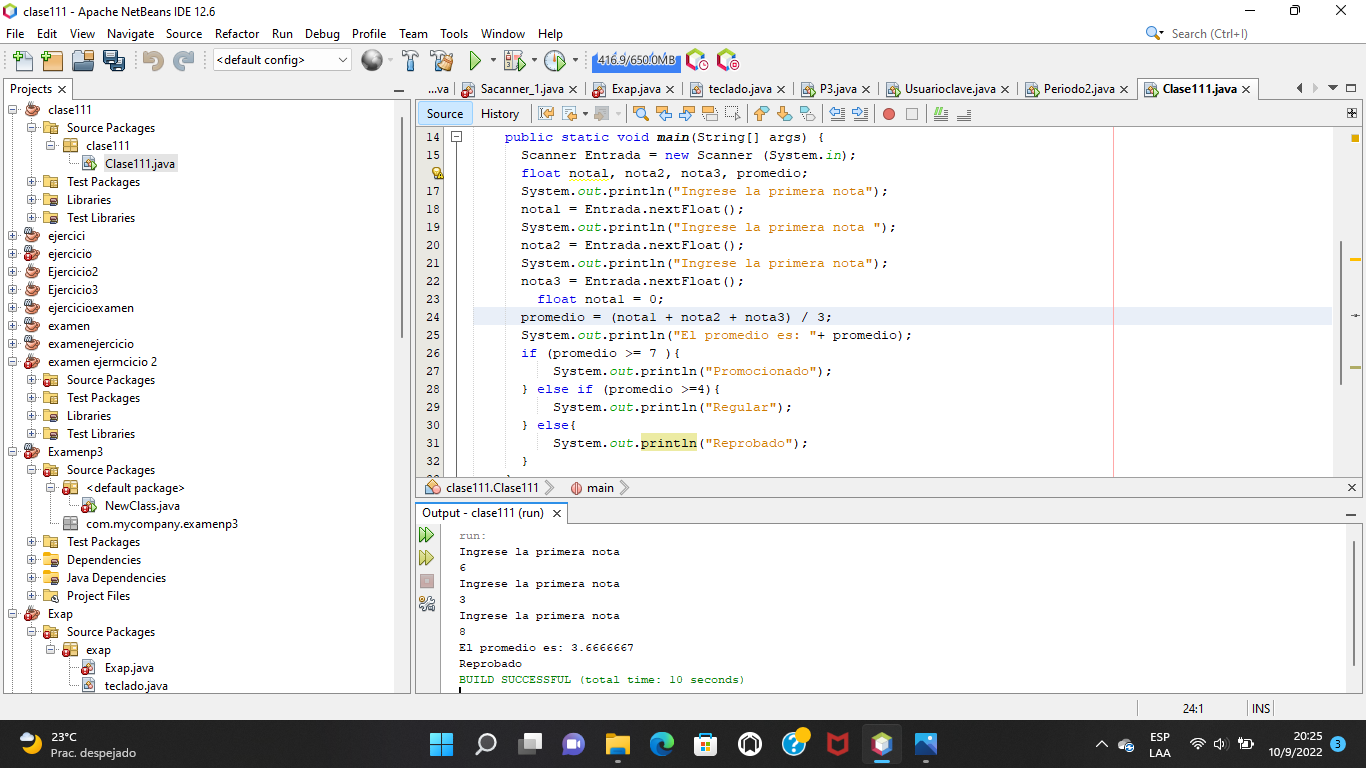 clase111 - Apache NetBeans IDE 12.6
File Edit View Navigate Source Refactor Run Debug Profile Team Tools Window Help
Search (Ctrl+I)
<default config>
416.9/650.0MB
Projects
...va Sacanner_1.java Exap.java teclado.java P3.java Usuarioclave.java Periodo2.java Clase111.java
Source History
clase111
Source Packages
clase111
Clase111.java
Test Packages
Libraries
Test Libraries
ejercici
ejercicio
Ejercicio2
Ejercicio3
ejercicioexamen
examen
examenejercicio
examen ejermcicio 2
Source Packages
Test Packages
Libraries
Test Libraries
Examenp3
Source Packages
<default package>
NewClass.java
com.mycompany.examenp3
Test Packages
Dependencies
Java Dependencies
Project Files
Exap
Source Packages
exap
Exap.java
teclado.java
14 public static void main(String[] args) {
15 Scanner Entrada = new Scanner (System.in);
float notal, nota2, nota3, promedio;
17 System.out.println("Ingrese la primera nota");
18 notal = Entrada.nextFloat();
19 System.out.println("Ingrese la primera nota ");
20 nota2 = Entrada.nextFloat();
21 System.out.println("Ingrese la primera nota");
22 nota3 = Entrada.nextFloat();
23 float nota1 = 0;
24 promedio = (nota1 + nota2 + nota3) / 3;
25 System.out.println("El promedio es: "+ promedio);
26 if (promedio >= 7 ){
27 System.out.println("Promocionado");
28 } else if (promedio >=4){
29 System.out.println("Regular");
30 } else{
31 System.out.println("Reprobado");
32 }
clase111.Clase111 main
Output - clase111 (run)
run:
Ingrese la primera nota
6
Ingrese la primera nota
3
Ingrese la primera nota
8
El promedio es: 3.6666667
Reprobado
BUILD SUCCESSFUL (total time: 10 seconds)
24:1 INS
23°C
Prac. despejado
ESP
LAA
20:25
10/9/2022
3